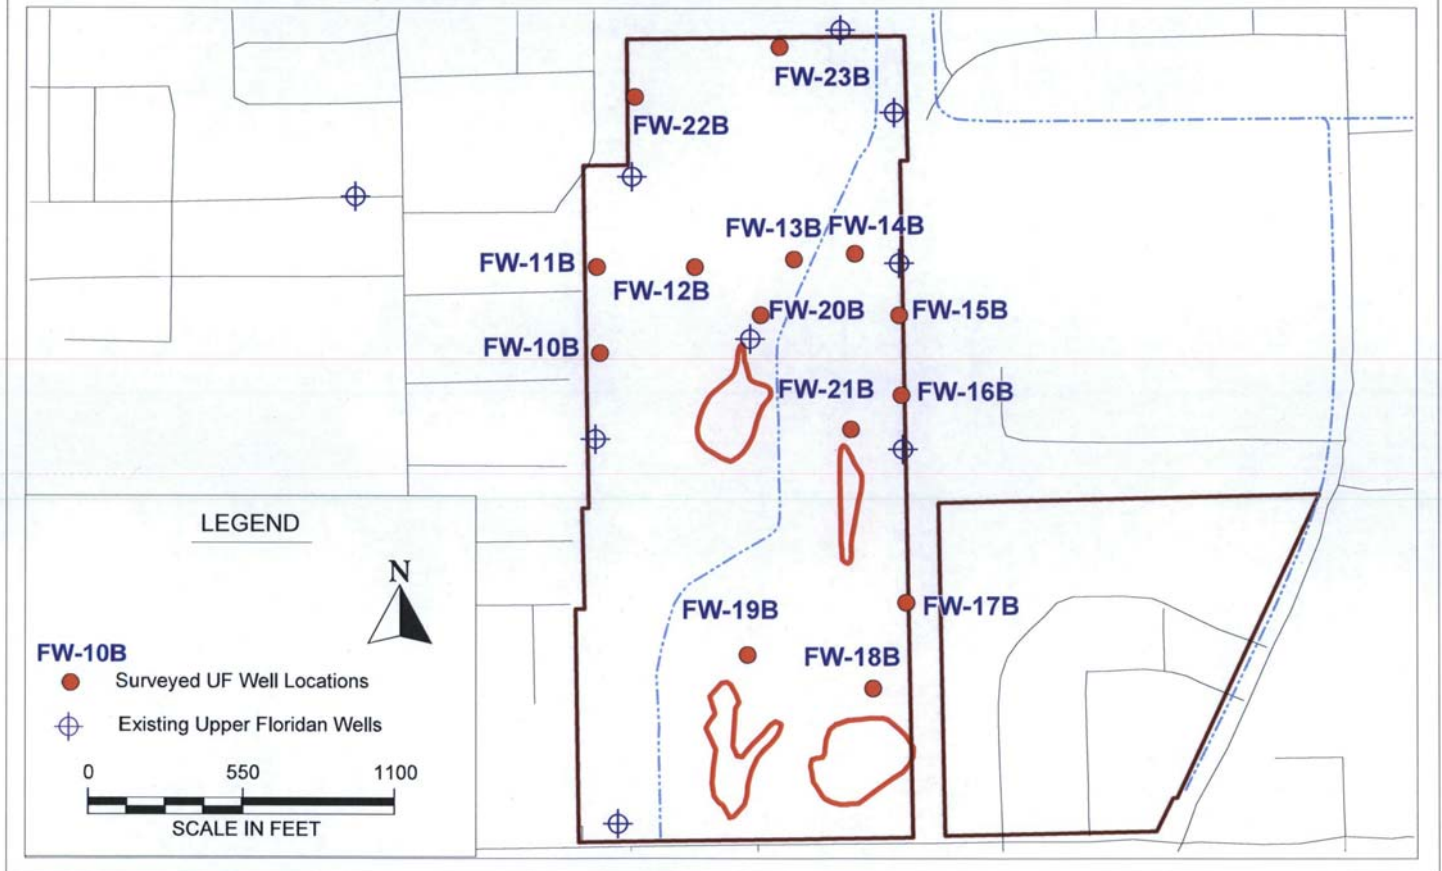 FW-23B
FW-22B
FW-13B
FW-14B
FW-11B
FW-12B
FW-20B
FW-15B
FW-10B
FW-21B
FW-16B
LEGEND
N
FW-19B
FW-17B
FW-18B
FW-10B
Surveyed UF Well Locations
Existing Upper Floridan Wells
0 550 1100
SCALE IN FEET